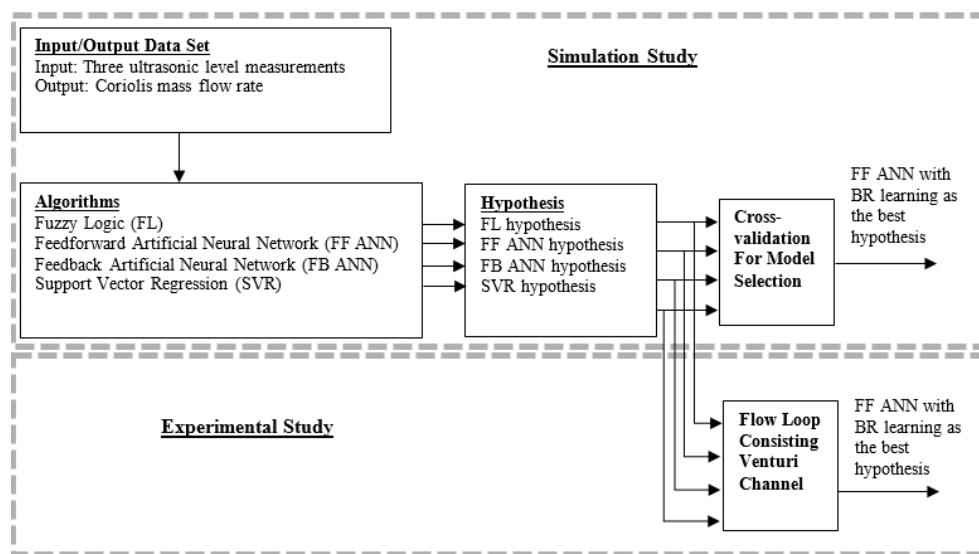 Input/Output Data Set
Input: Three ultrasonic level measurements
Output: Coriolis mass flow rate
Simulation Study
Algorithms
Fuzzy Logic (FL)
Feedforward Artificial Neural Network (FF ANN)
Feedback Artificial Neural Network (FB ANN)
Support Vector Regression (SVR)
Hypothesis
FL hypothesis
FF ANN hypothesis
FB ANN hypothesis
SVR hypothesis
Cross-
validation
For Model
Selection
FF ANN with
BR learning as
the best
hypothesis
Experimental Study
Flow Loop
Consisting
Venturi
Channel
FF ANN with
BR learning as
the best
hypothesis